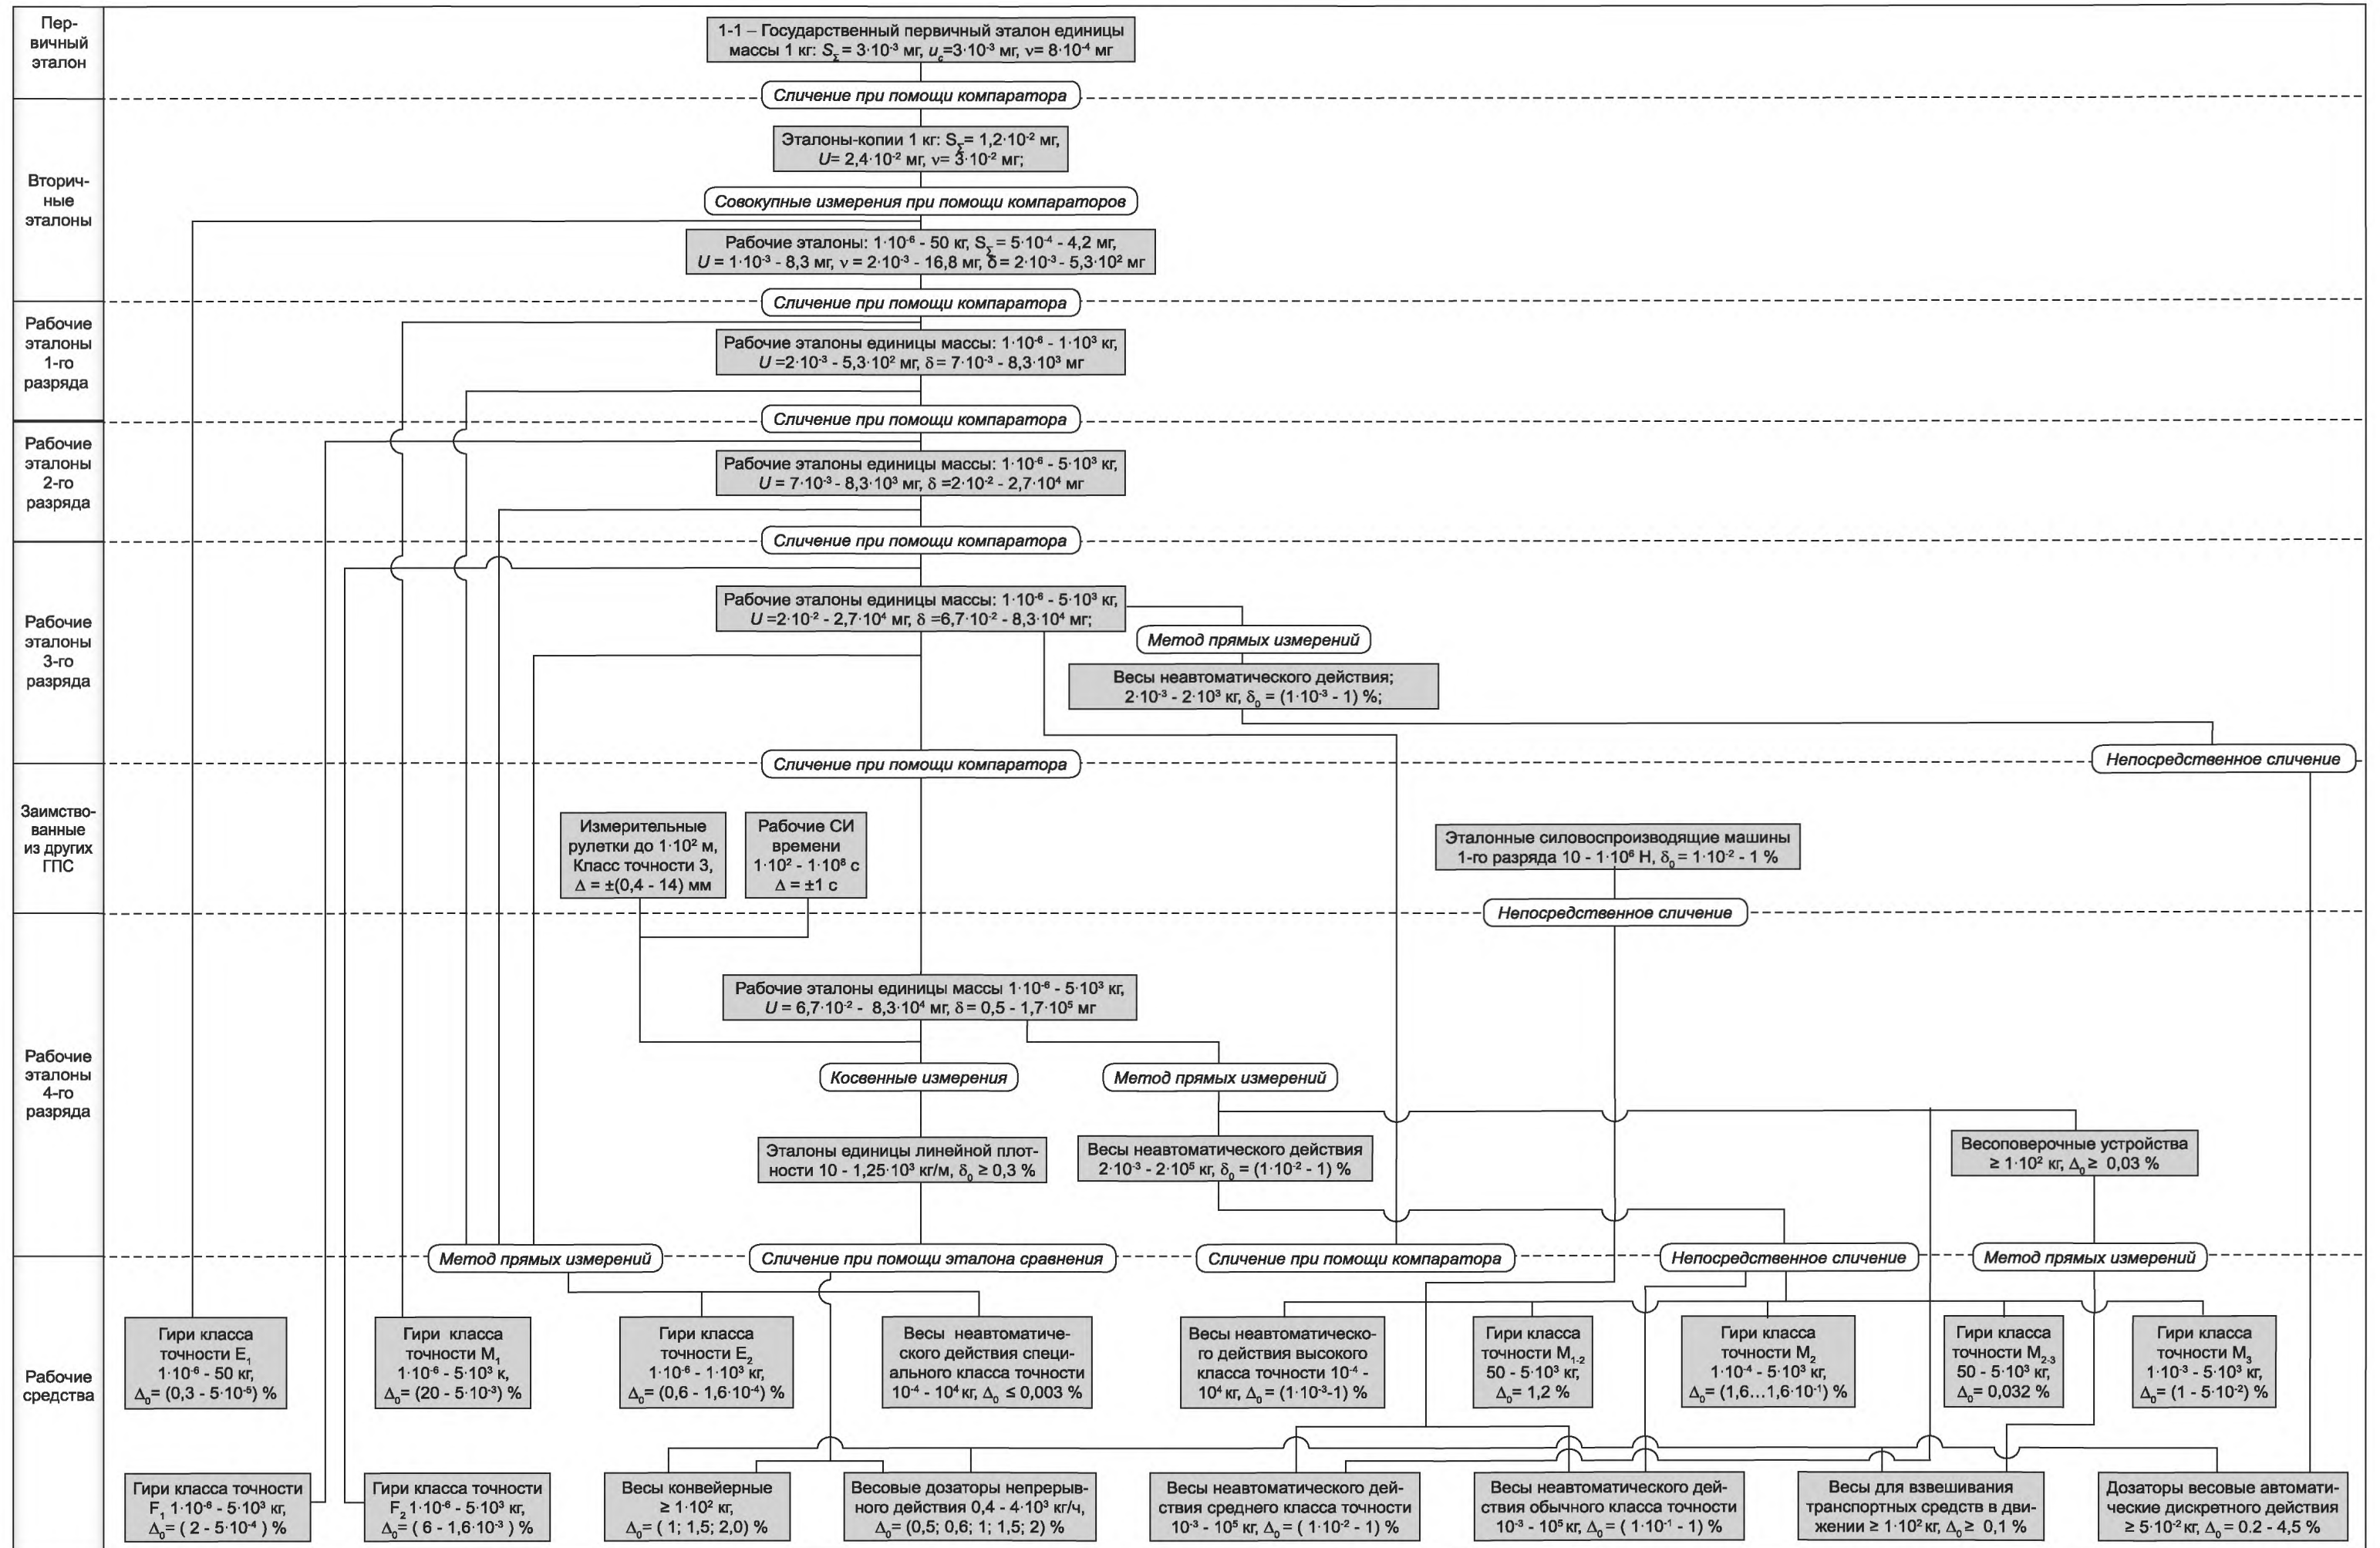 Пер-
вичный
эталон
1-1 – Государственный первичный эталон единицы
массы 1 кг: S_Σ = 3·10⁻³ мг, u_c=3·10⁻³ мг, ν= 8·10⁻⁴ мг
Сличение при помощи компаратора
Вторич-
ные
эталоны
Эталоны-копии 1 кг: S_Σ= 1,2·10⁻² мг,
U= 2,4·10⁻² мг, ν= 3·10⁻² мг;
Совокупные измерения при помощи компараторов
Рабочие эталоны: 1·10⁻⁶ - 50 кг, S_Σ= 5·10⁻⁴ - 4,2 мг,
U = 1·10⁻³ - 8,3 мг, ν = 2·10⁻³ - 16,8 мг, δ = 2·10⁻³ - 5,3·10² мг
Сличение при помощи компаратора
Рабочие
эталоны
1-го
разряда
Рабочие эталоны единицы массы: 1·10⁻⁶ - 1·10³ кг,
U =2·10⁻³ - 5,3·10² мг, δ = 7·10⁻³ - 8,3·10³ мг
Сличение при помощи компаратора
Рабочие
эталоны
2-го
разряда
Рабочие эталоны единицы массы: 1·10⁻⁶ - 5·10³ кг,
U = 7·10⁻³ - 8,3·10³ мг, δ =2·10⁻² - 2,7·10⁴ мг
Сличение при помощи компаратора
Рабочие
эталоны
3-го
разряда
Рабочие эталоны единицы массы: 1·10⁻⁶ - 5·10³ кг,
U =2·10⁻² - 2,7·10⁴ мг, δ =6,7·10⁻² - 8,3·10⁴ мг;
Метод прямых измерений
Весы неавтоматического действия;
2·10⁻³ - 2·10³ кг, δ₀ = (1·10⁻³ - 1) %;
Сличение при помощи компаратора
Непосредственное сличение
Заимство-
ванные
из других
ГПС
Измерительные
рулетки до 1·10² м,
Класс точности 3,
Δ = ±(0,4 - 14) мм
Рабочие СИ
времени
1·10² - 1·10⁸ с
Δ = ±1 с
Эталонные силовоспроизводящие машины
1-го разряда 10 - 1·10⁶ Н, δ₀ = 1·10⁻² - 1 %
Непосредственное сличение
Рабочие
эталоны
4-го
разряда
Рабочие эталоны единицы массы 1·10⁻⁶ - 5·10³ кг,
U = 6,7·10⁻² - 8,3·10⁴ мг, δ = 0,5 - 1,7·10⁵ мг
Косвенные измерения
Метод прямых измерений
Эталоны единицы линейной плот-
ности 10 - 1,25·10³ кг/м, δ₀ ≥ 0,3 %
Весы неавтоматического действия
2·10⁻³ - 2·10⁵ кг, δ₀ = (1·10⁻² - 1) %
Весоповерочные устройства
≥ 1·10² кг, Δ₀ ≥ 0,03 %
Метод прямых измерений
Сличение при помощи эталона сравнения
Сличение при помощи компаратора
Непосредственное сличение
Метод прямых измерений
Рабочие
средства
Гири класса
точности E₁
1·10⁻⁶ - 50 кг,
Δ₀= (0,3 - 5·10⁻⁵) %
Гири класса
точности M₁
1·10⁻⁶ - 5·10³ к,
Δ₀= (20 - 5·10⁻³) %
Гири класса
точности E₂
1·10⁻⁶ - 1·10³ кг,
Δ₀= (0,6 - 1,6·10⁻⁴) %
Весы неавтоматиче-
ского действия специ-
ального класса точности
10⁻⁴ - 10⁴ кг, Δ₀ ≤ 0,003 %
Весы неавтоматическо-
го действия высокого
класса точности 10⁻⁴ -
10⁴ кг, Δ₀ = (1·10⁻³-1) %
Гири класса
точности M₁₋₂
50 - 5·10³ кг,
Δ₀= 1,2 %
Гири класса
точности M₂
1·10⁻⁴ - 5·10³ кг,
Δ₀= (1,6...1,6·10⁻¹) %
Гири класса
точности M₂₋₃
50 - 5·10³ кг,
Δ₀= 0,032 %
Гири класса
точности M₃
1·10⁻³ - 5·10³ кг,
Δ₀= (1 - 5·10⁻²) %
Гири класса точности
F₁ 1·10⁻⁶ - 5·10³ кг,
Δ₀= ( 2 - 5·10⁻⁴ ) %
Гири класса точности
F₂ 1·10⁻⁶ - 5·10³ кг,
Δ₀= ( 6 - 1,6·10⁻³ ) %
Весы конвейерные
≥ 1·10² кг,
Δ₀= ( 1; 1,5; 2,0) %
Весовые дозаторы непрерыв-
ного действия 0,4 - 4·10³ кг/ч,
Δ₀= (0,5; 0,6; 1; 1,5; 2) %
Весы неавтоматического дей-
ствия среднего класса точности
10⁻³ - 10⁵ кг, Δ₀ = ( 1·10⁻² - 1) %
Весы неавтоматического дей-
ствия обычного класса точности
10⁻³ - 10⁵ кг, Δ₀ = ( 1·10⁻¹ - 1) %
Весы для взвешивания
транспортных средств в дви-
жении ≥ 1·10² кг, Δ₀ ≥ 0,1 %
Дозаторы весовые автомати-
ческие дискретного действия
≥ 5·10⁻² кг, Δ₀ = 0.2 - 4,5 %